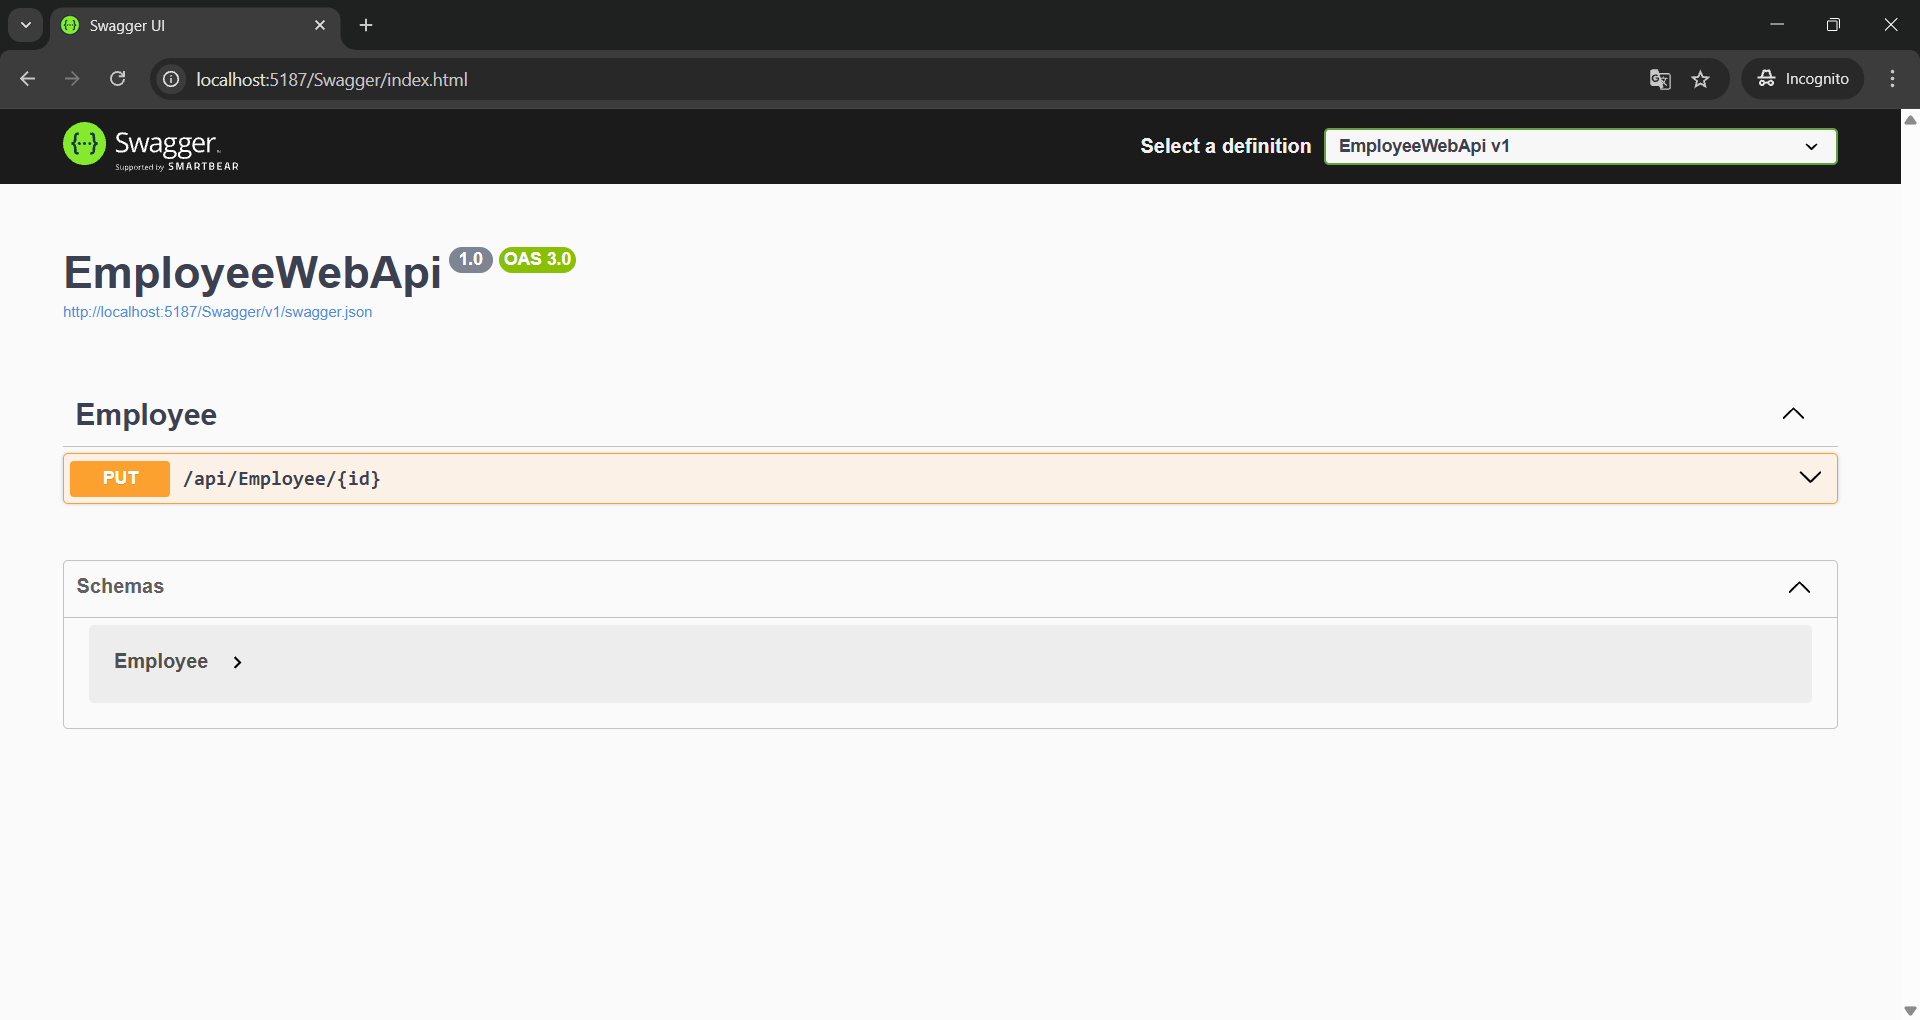 Swagger UI
localhost:5187/Swagger/index.html
Incognito
Swagger
Supported by SMARTBEAR
Select a definition
EmployeeWebApi v1
EmployeeWebApi 1.0 OAS 3.0
http://localhost:5187/Swagger/v1/swagger.json
Employee
PUT /api/Employee/{id}
Schemas
Employee